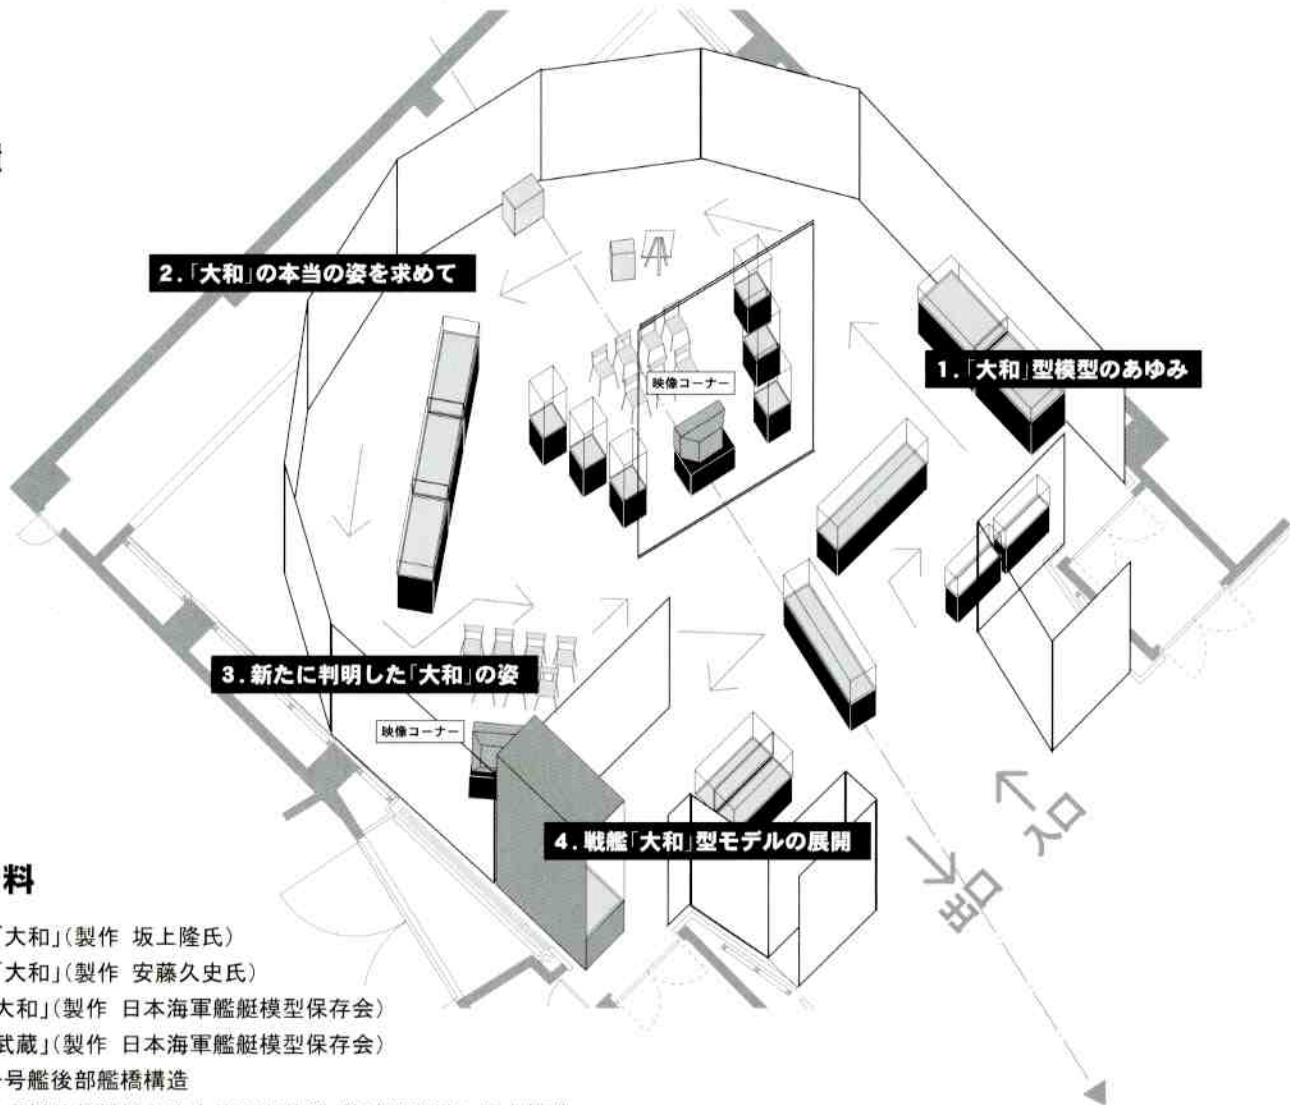 2.「大和」の本当の姿を求めて
1.「大和」型模型のあゆみ
映像コーナー
3.新たに判明した「大和」の姿
映像コーナー
4.戦艦「大和」型モデルの展開
入口
出口
料
「大和」(製作 坂上隆氏)
「大和」(製作 安藤久史氏)
大和」(製作 日本海軍艦艇模型保存会)
武蔵」(製作 日本海軍艦艇模型保存会)
号艦後部艦橋構造